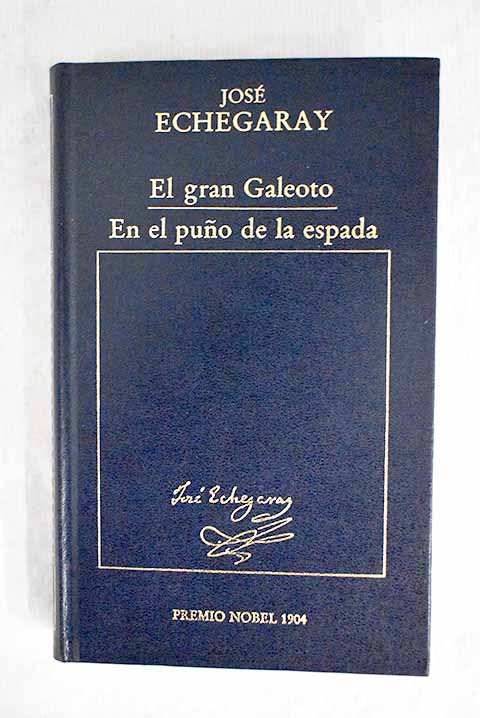 JOSÉ
ECHEGARAY
El gran Galeoto
En el puño de la espada
José Echegaray
PREMIO NOBEL 1904